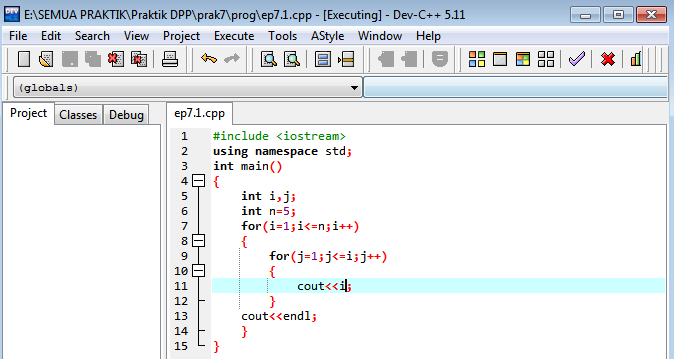 E:\SEMUA PRAKTIK\Praktik DPP\prak7\prog\ep7.1.cpp - [Executing] - Dev-C++ 5.11
File Edit Search View Project Execute Tools AStyle Window Help
(globals)
Project Classes Debug ep7.1.cpp
1 #include <iostream>
2 using namespace std;
3 int main()
4 {
5 int i,j;
6 int n=5;
7 for(i=1;i<=n;i++)
8 {
9 for(j=1;j<=i;j++)
10 {
11 cout<<i;
12 }
13 cout<<endl;
14 }
15 }